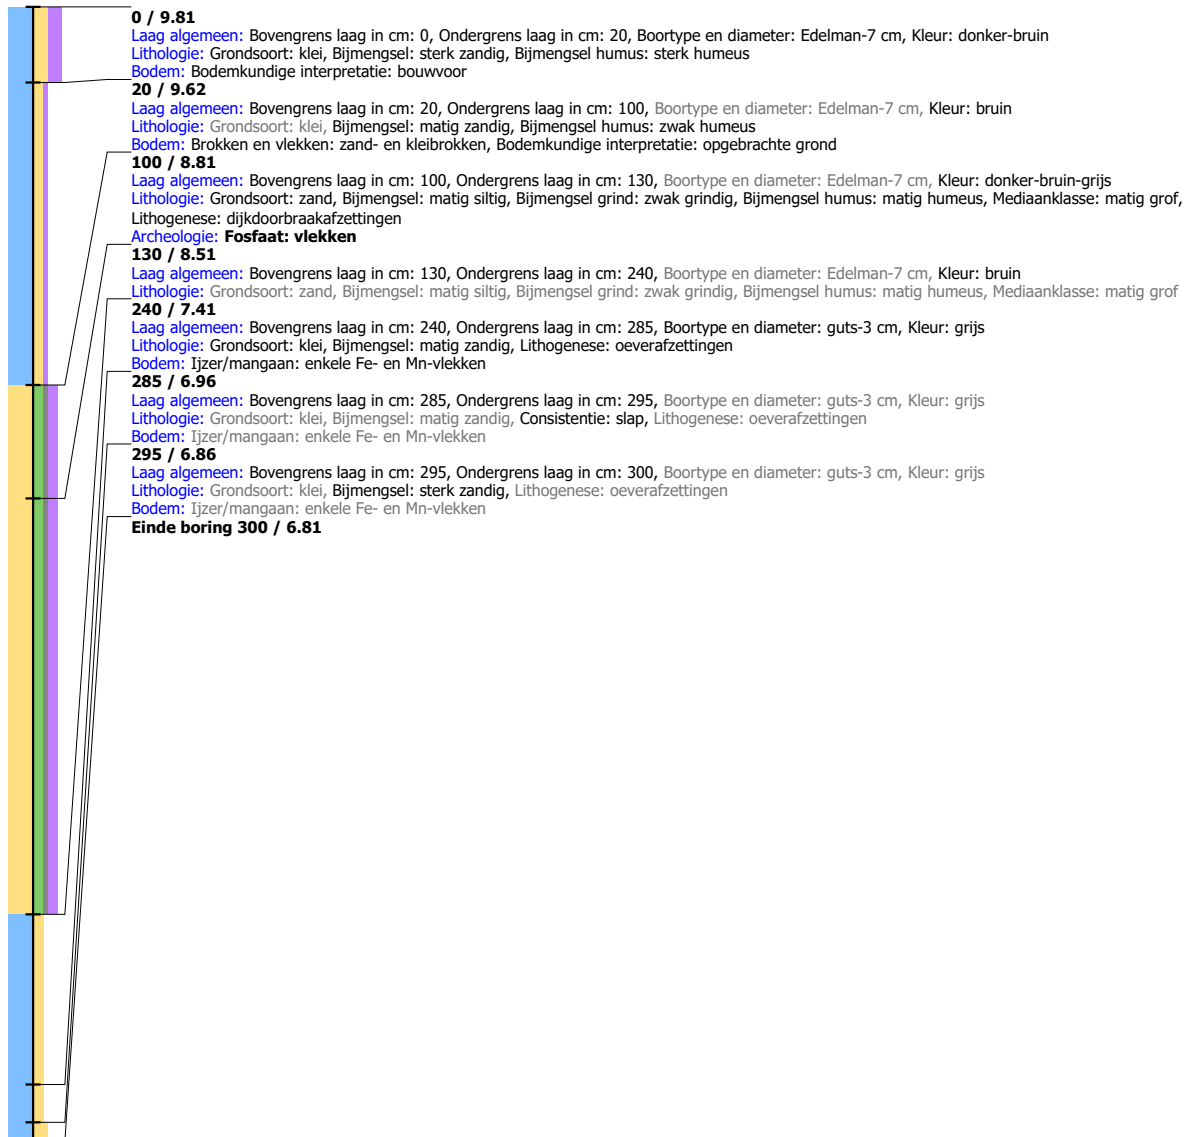 0 / 9.81
Laag algemeen: Bovengrens laag in cm: 0, Ondergrens laag in cm: 20, Boortype en diameter: Edelman-7 cm, Kleur: donker-bruin
Lithologie: Grondsoort: klei, Bijmengsel: sterk zandig, Bijmengsel humus: sterk humeus
Bodem: Bodemkundige interpretatie: bouwvoor
20 / 9.62
Laag algemeen: Bovengrens laag in cm: 20, Ondergrens laag in cm: 100, Boortype en diameter: Edelman-7 cm, Kleur: bruin
Lithologie: Grondsoort: klei, Bijmengsel: matig zandig, Bijmengsel humus: zwak humeus
Bodem: Brokken en vlekken: zand- en kleibrokken, Bodemkundige interpretatie: opgebrachte grond
100 / 8.81
Laag algemeen: Bovengrens laag in cm: 100, Ondergrens laag in cm: 130, Boortype en diameter: Edelman-7 cm, Kleur: donker-bruin-grijs
Lithologie: Grondsoort: zand, Bijmengsel: matig siltig, Bijmengsel grind: zwak grindig, Bijmengsel humus: matig humeus, Mediaanklasse: matig grof,
Lithogenese: dijkdoorbraakafzettingen
Archeologie: Fosfaat: vlekken
130 / 8.51
Laag algemeen: Bovengrens laag in cm: 130, Ondergrens laag in cm: 240, Boortype en diameter: Edelman-7 cm, Kleur: bruin
Lithologie: Grondsoort: zand, Bijmengsel: matig siltig, Bijmengsel grind: zwak grindig, Bijmengsel humus: matig humeus, Mediaanklasse: matig grof
240 / 7.41
Laag algemeen: Bovengrens laag in cm: 240, Ondergrens laag in cm: 285, Boortype en diameter: guts-3 cm, Kleur: grijs
Lithologie: Grondsoort: klei, Bijmengsel: matig zandig, Lithogenese: oeverafzettingen
Bodem: Ijzer/mangaan: enkele Fe- en Mn-vlekken
285 / 6.96
Laag algemeen: Bovengrens laag in cm: 285, Ondergrens laag in cm: 295, Boortype en diameter: guts-3 cm, Kleur: grijs
Lithologie: Grondsoort: klei, Bijmengsel: matig zandig, Consistentie: slap, Lithogenese: oeverafzettingen
Bodem: Ijzer/mangaan: enkele Fe- en Mn-vlekken
295 / 6.86
Laag algemeen: Bovengrens laag in cm: 295, Ondergrens laag in cm: 300, Boortype en diameter: guts-3 cm, Kleur: grijs
Lithologie: Grondsoort: klei, Bijmengsel: sterk zandig, Lithogenese: oeverafzettingen
Bodem: Ijzer/mangaan: enkele Fe- en Mn-vlekken
Einde boring 300 / 6.81